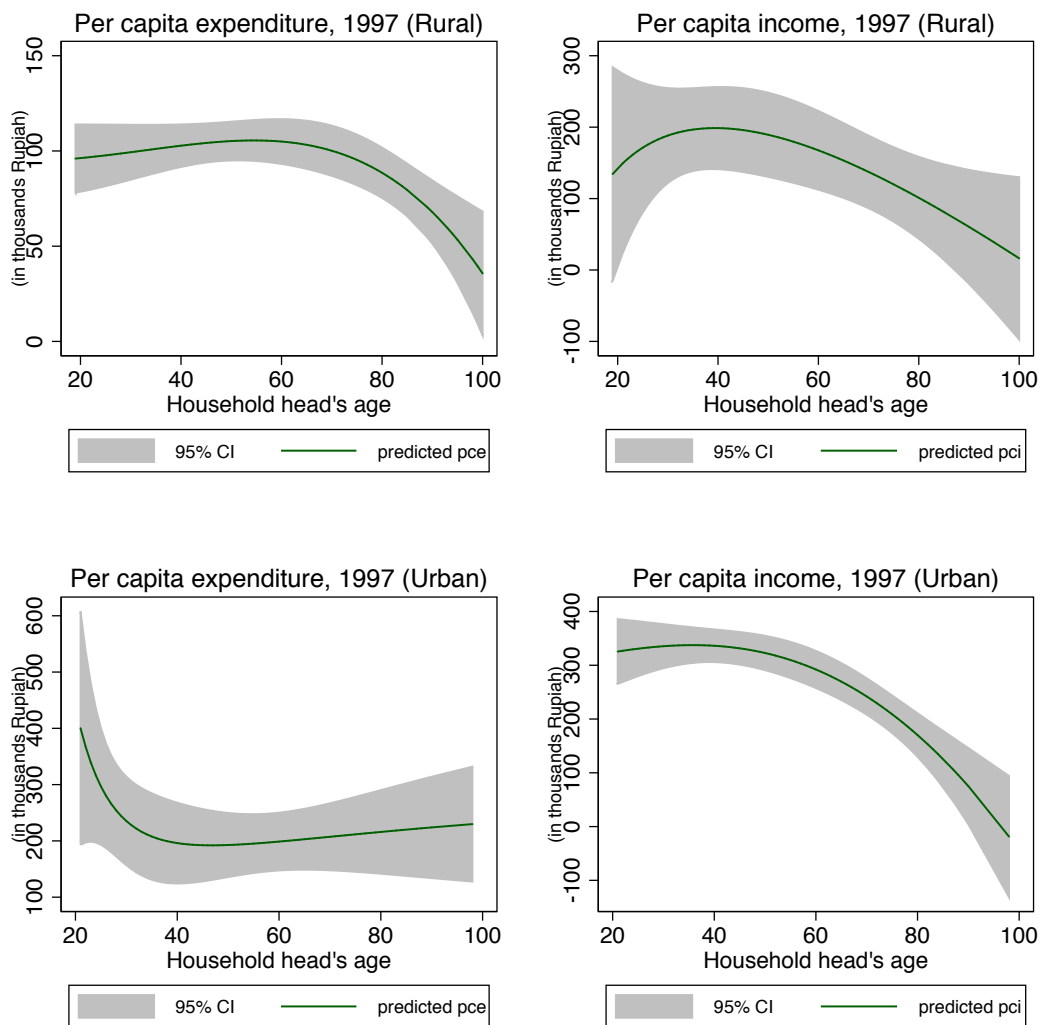 Per capita expenditure, 1997 (Rural)
(in thousands Rupiah)
150
100
50
0
20 40 60 80 100
Household head's age
95% CI predicted pce
Per capita income, 1997 (Rural)
(in thousands Rupiah)
300
200
100
0
-100
20 40 60 80 100
Household head's age
95% CI predicted pci
Per capita expenditure, 1997 (Urban)
(in thousands Rupiah)
600
500
400
300
200
100
20 40 60 80 100
Household head's age
95% CI predicted pce
Per capita income, 1997 (Urban)
(in thousands Rupiah)
400
300
200
100
0
-100
20 40 60 80 100
Household head's age
95% CI predicted pci